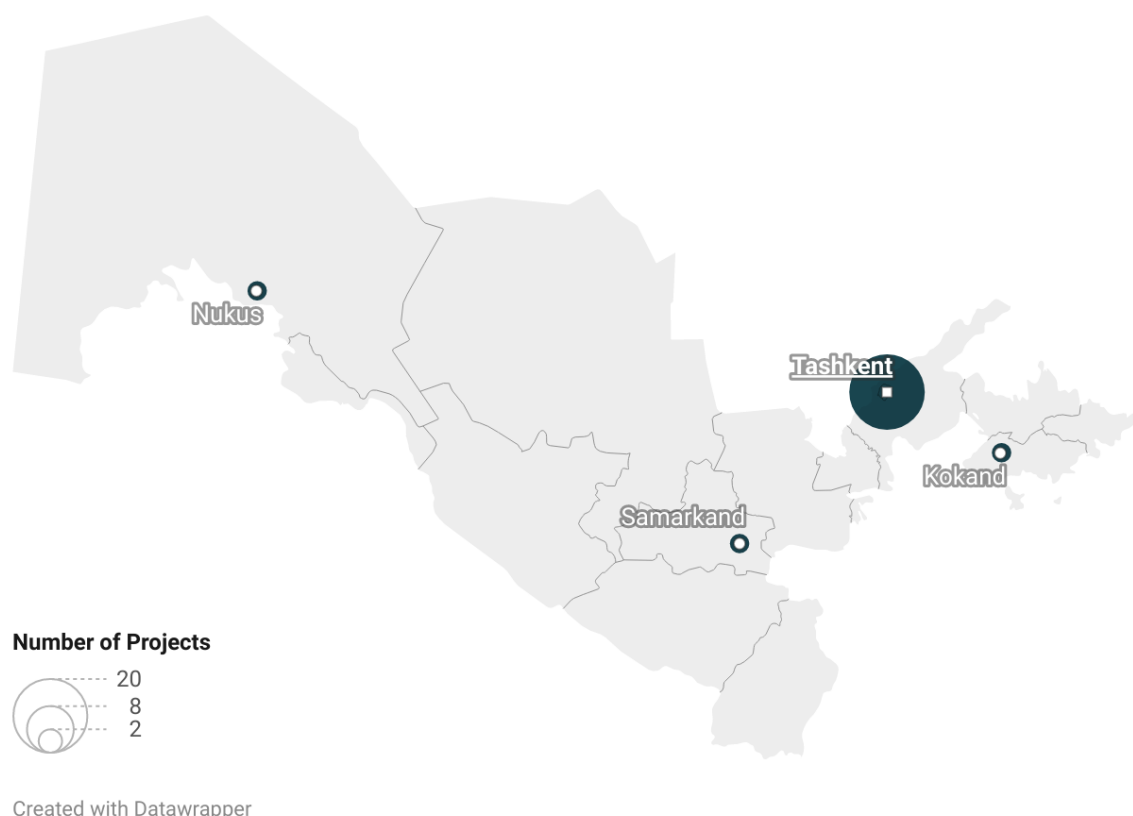 Nukus
Tashkent
Kokand
Samarkand
Number of Projects
20
8
2
Created with Datawrapper